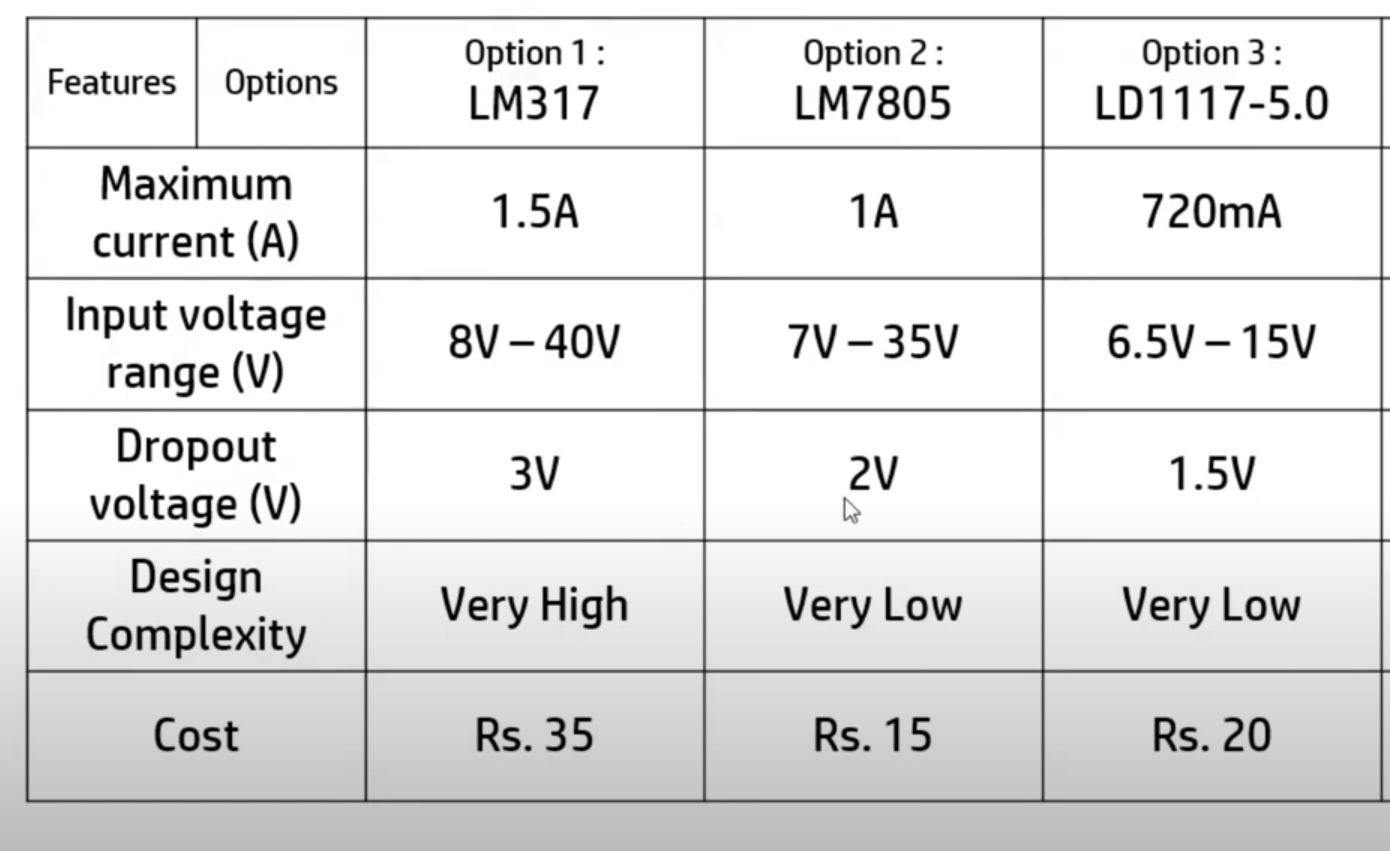 Features
Options
Option 1 :
LM317
Option 2 :
LM7805
Option 3 :
LD1117-5.0
Maximum
current (A)
1.5A
1A
720mA
Input voltage
range (V)
8V – 40V
7V – 35V
6.5V – 15V
Dropout
voltage (V)
3V
2V
1.5V
Design
Complexity
Very High
Very Low
Very Low
Cost
Rs. 35
Rs. 15
Rs. 20